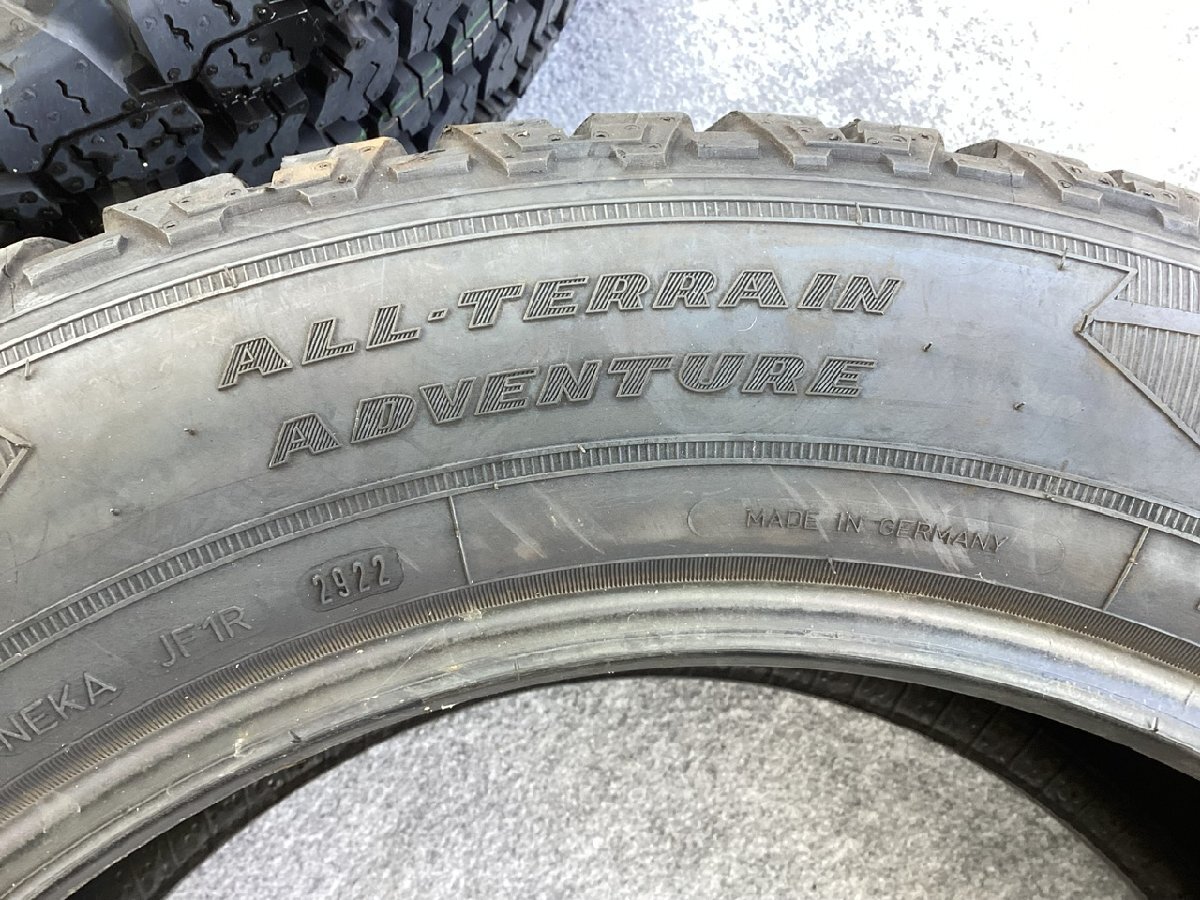 ALL-TERRAIN
ADVENTURE
MADE IN GERMANY
2922
NEKA JF1R